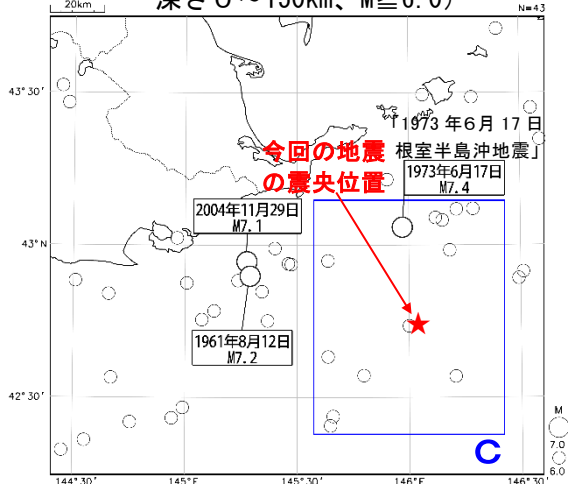 深さ0～150km、M≧6.0）
20km
N=43
43°30′
「1973年6月17日
根室半島沖地震」
今回の地震
の震央位置
1973年6月17日
M7.4
2004年11月29日
M7.1
43°N
1961年8月12日
M7.2
42°30′
C
M
7.0
6.0
144°30′
145°E
146°E
146°30′